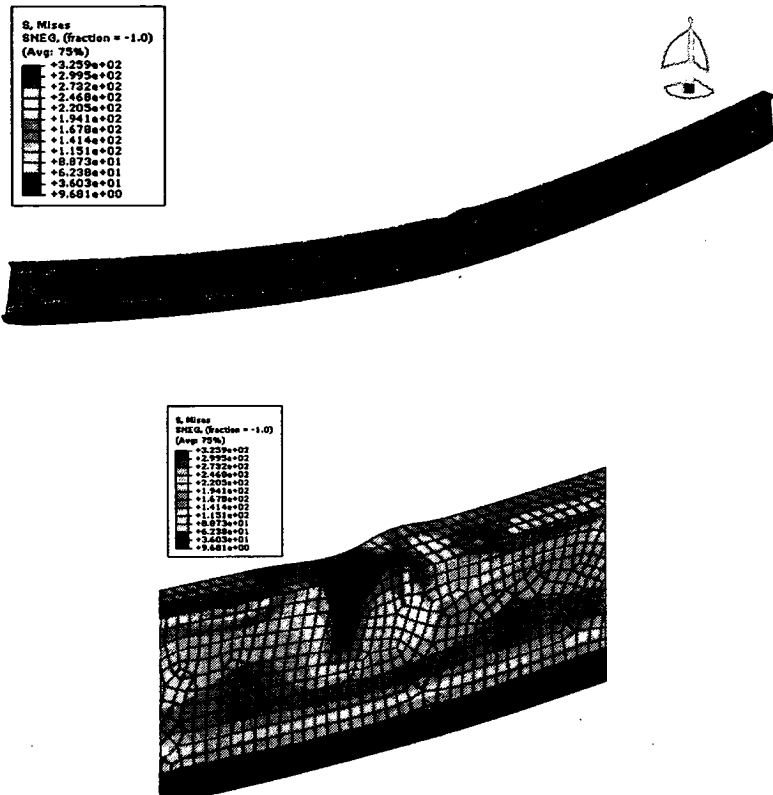 S, Mises
SNEG, (fraction = -1.0)
(Avg: 75%)
+3.259e+02
+2.995e+02
+2.732e+02
+2.468e+02
+2.205e+02
+1.941e+02
+1.678e+02
+1.414e+02
+1.151e+02
+8.873e+01
+6.238e+01
+3.603e+01
+9.681e+00
S, Mises
SNEG, (fraction = -1.0)
(Avg: 75%)
+3.259e+02
+2.995e+02
+2.732e+02
+2.468e+02
+2.205e+02
+1.941e+02
+1.678e+02
+1.414e+02
+1.151e+02
+8.873e+01
+6.238e+01
+3.603e+01
+9.681e+00